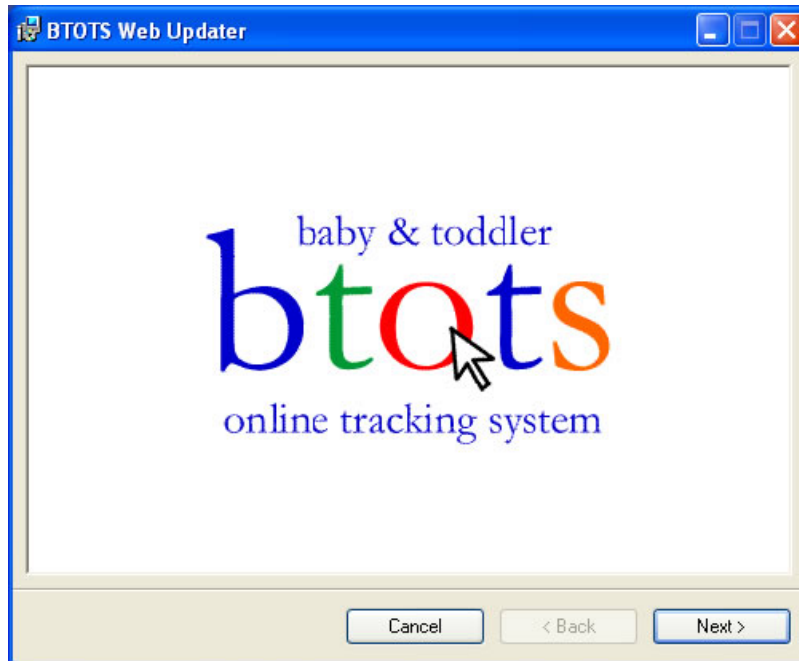 BTOTS Web Updater
baby & toddler
btots
online tracking system
Cancel < Back Next >